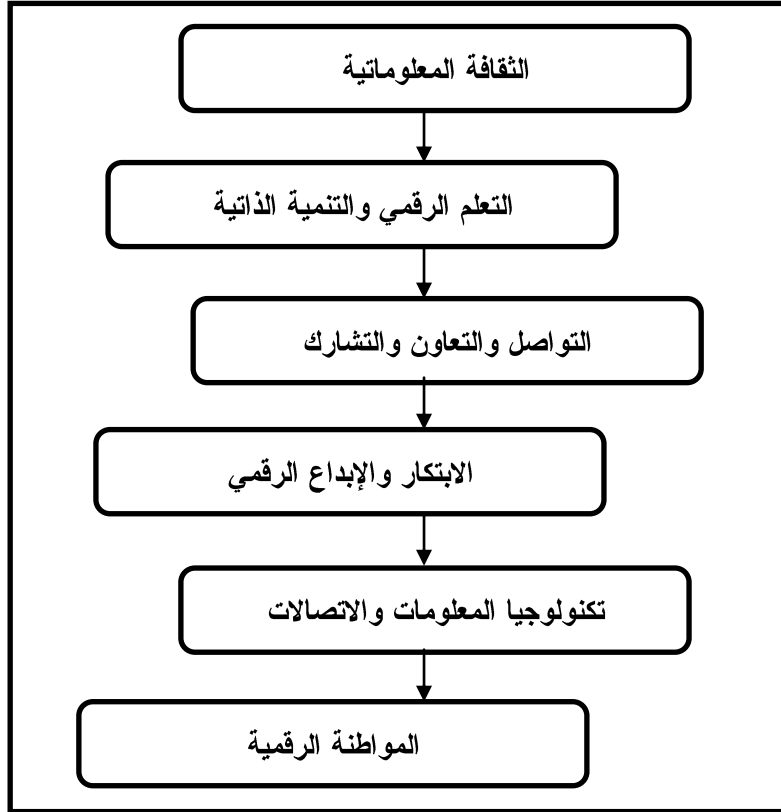 الثقافة المعلوماتية
التعلم الرقمي والتنمية الذاتية
التواصل والتعاون والتشارك
الابتكار والإبداع الرقمي
تكنولوجيا المعلومات والاتصالات
المواطنة الرقمية